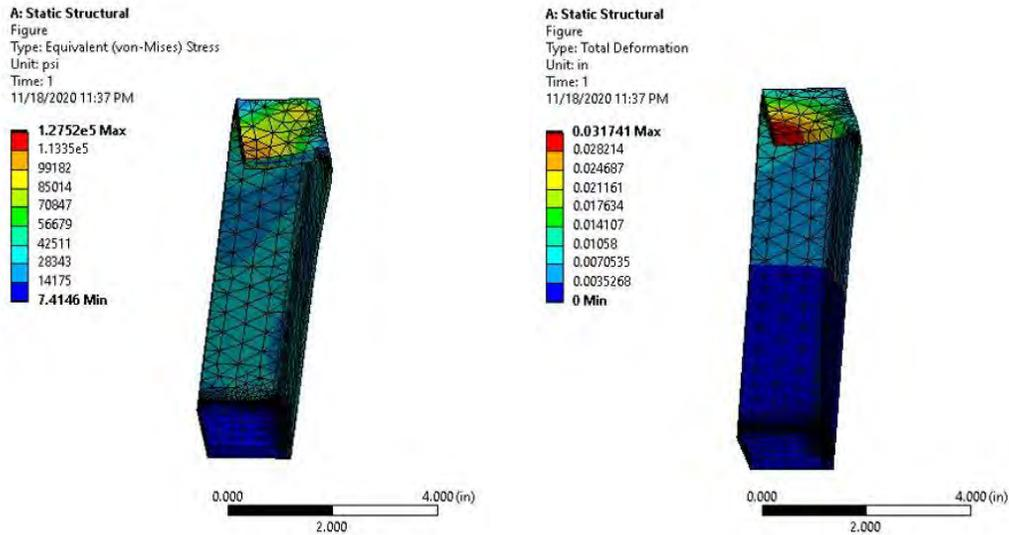 A: Static Structural
Figure
Type: Equivalent (von-Mises) Stress
Unit: psi
Time: 1
11/18/2020 11:37 PM
1.2752e5 Max
1.1335e5
99182
85014
70847
56679
42511
28343
14175
7.4146 Min
0.000
4.000 (in)
2.000
A: Static Structural
Figure
Type: Total Deformation
Unit: in
Time: 1
11/18/2020 11:37 PM
0.031741 Max
0.028214
0.024687
0.021161
0.017634
0.014107
0.01058
0.0070535
0.0035268
0 Min
0.000
4.000 (in)
2.000